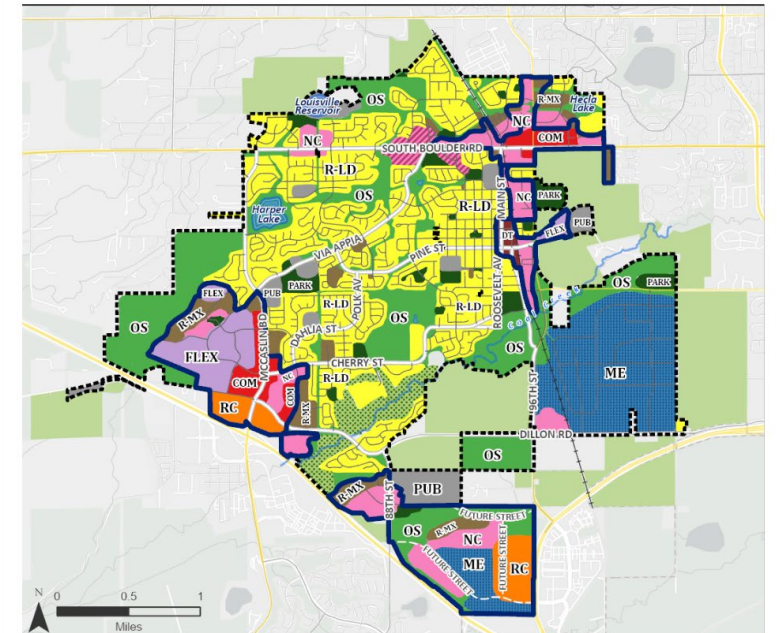 Louisville
Reservoir
OS
R-MX
Hecla
Lake
NC
NC
COM
SOUTH BOULDER RD
R-LD
OS
R-LD
MAIN ST
NC
PARK
Harper
Lake
VIA APPIA
PINE ST
DT
FLEX
PUB
ROOSEVELT AV
Coal Creek
FLEX
PUB
PARK
R-LD
POLK AV
R-LD
OS
PARK
OS
R-MX
MCCASLIN BD
DAHLIA ST
OS
OS
FLEX
CHERRY ST
ME
COM
NC
R-LD
COM
RC
R-MX
96TH ST
DILLON RD
OS
R-MX
88TH ST
PUB
OS
FUTURE STREET
R-MX
NC
FUTURE STREET
FUTURE STREET
ME
RC
N
0 0.5 1
Miles